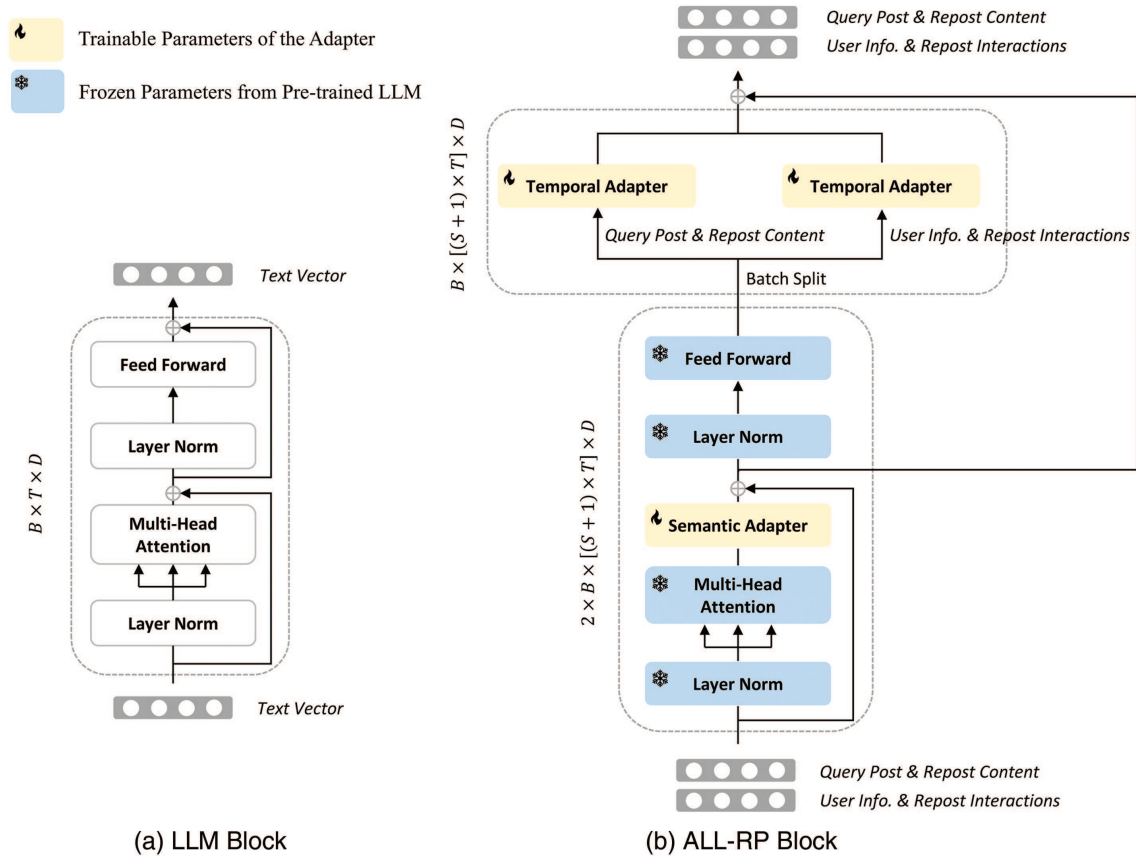 Trainable Parameters of the Adapter
Frozen Parameters from Pre-trained LLM
Text Vector
Feed Forward
Layer Norm
Multi-Head
Attention
Layer Norm
B × T × D
Text Vector
(a) LLM Block
Query Post & Repost Content
User Info. & Repost Interactions
B × [(S + 1) × T] × D
Temporal Adapter
Temporal Adapter
Query Post & Repost Content
User Info. & Repost Interactions
Batch Split
Feed Forward
Layer Norm
Semantic Adapter
Multi-Head
Attention
Layer Norm
2 × B × [(S + 1) × T] × D
Query Post & Repost Content
User Info. & Repost Interactions
(b) ALL-RP Block